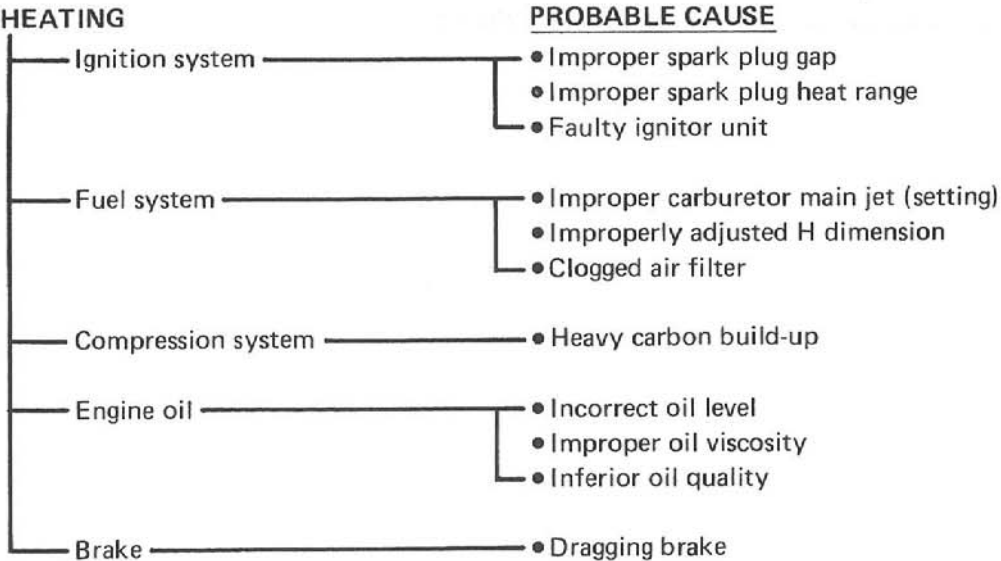 HEATING PROBABLE CAUSE
Ignition system • Improper spark plug gap
• Improper spark plug heat range
• Faulty ignitor unit
Fuel system • Improper carburetor main jet (setting)
• Improperly adjusted H dimension
• Clogged air filter
Compression system • Heavy carbon build-up
Engine oil • Incorrect oil level
• Improper oil viscosity
• Inferior oil quality
Brake • Dragging brake